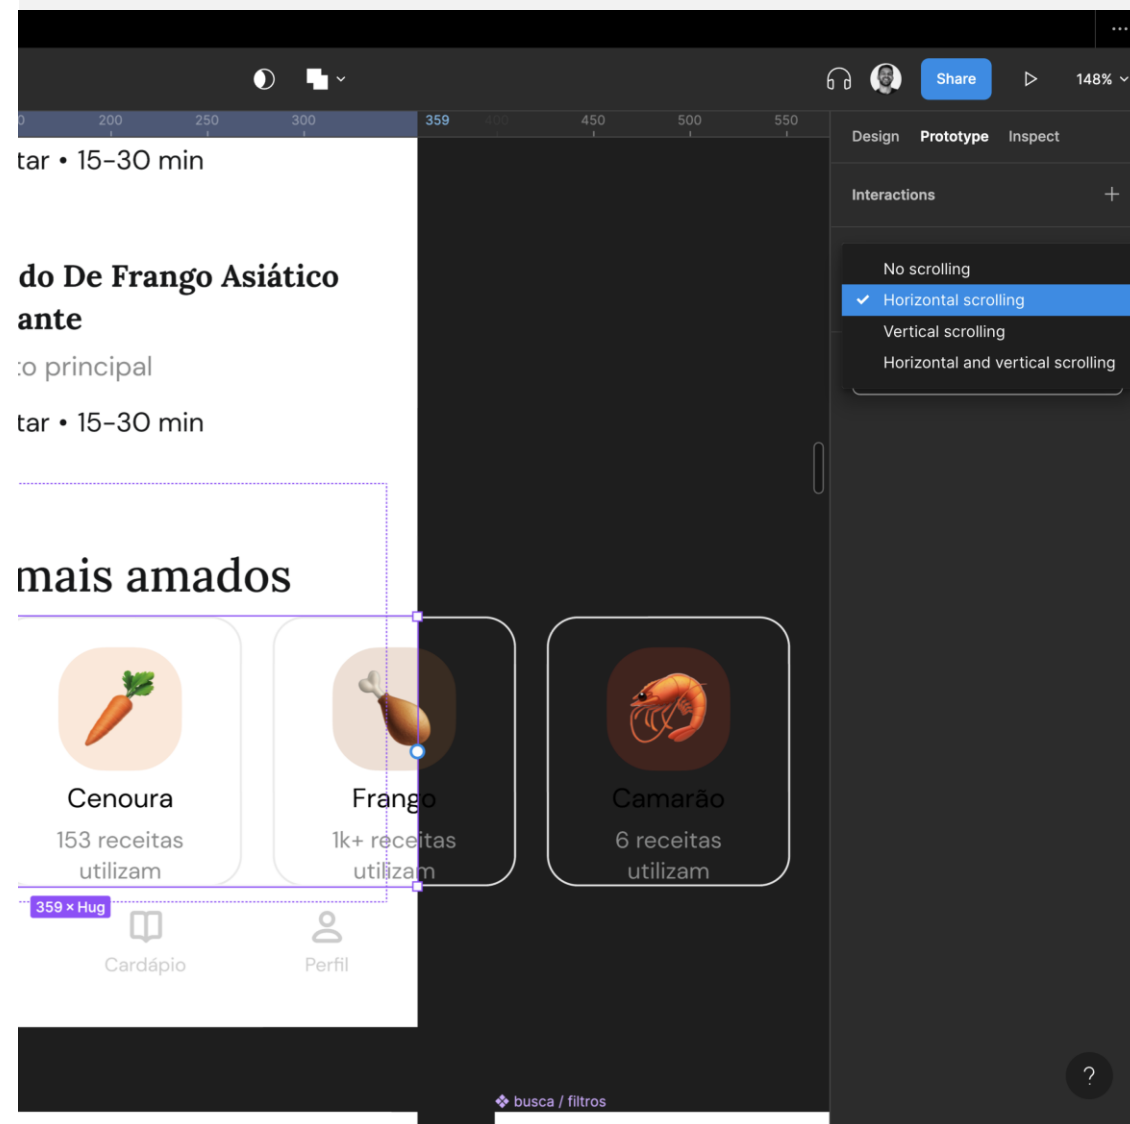 Share
148%
200 250 300 359 400 450 500 550
Design Prototype Inspect
tar • 15-30 min
Interactions
No scrolling
Horizontal scrolling
Vertical scrolling
Horizontal and vertical scrolling
do De Frango Asiático
ante
to principal
tar • 15-30 min
mais amados
Cenoura
153 receitas
utilizam
Frango
1k+ receitas
utilizam
Camarão
6 receitas
utilizam
359 × Hug
Cardápio
Perfil
?
busca / filtros